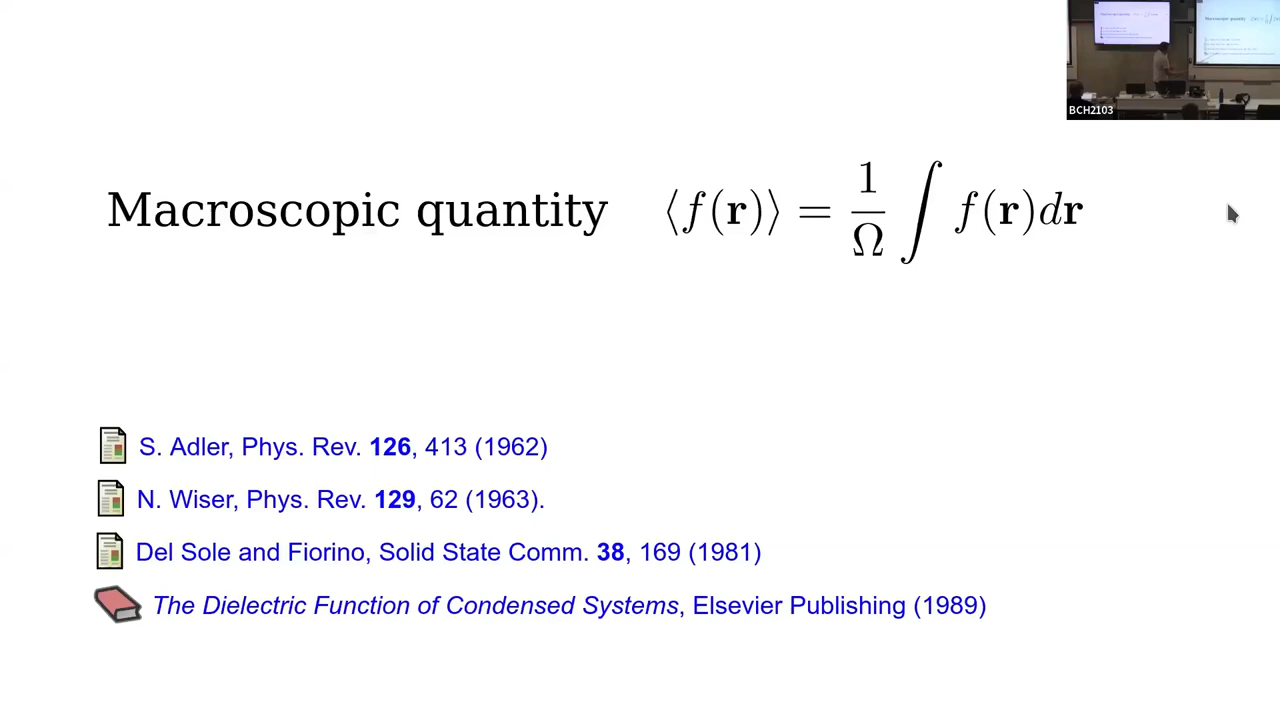 BCH2103
Macroscopic quantity ⟨f(r)⟩ = 1/Ω ∫ f(r)dr
S. Adler, Phys. Rev. 126, 413 (1962)
N. Wiser, Phys. Rev. 129, 62 (1963).
Del Sole and Fiorino, Solid State Comm. 38, 169 (1981)
The Dielectric Function of Condensed Systems, Elsevier Publishing (1989)